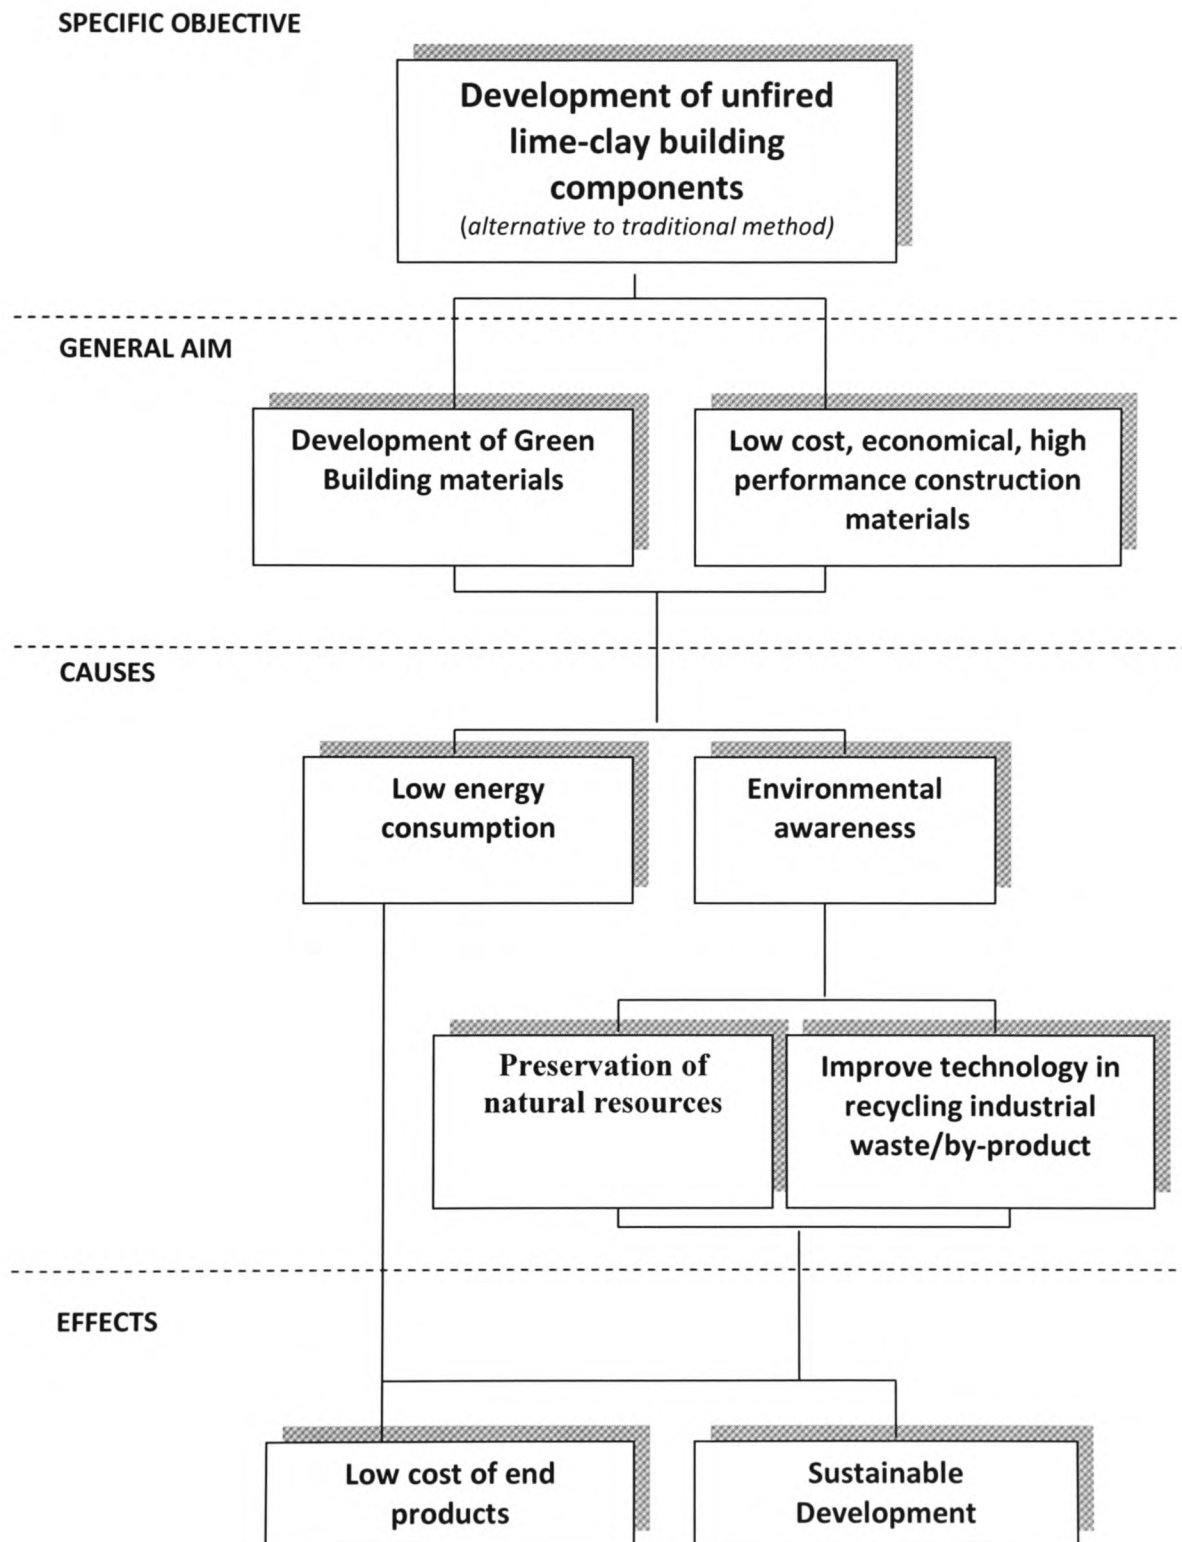 SPECIFIC OBJECTIVE
Development of unfired
lime-clay building
components
(alternative to traditional method)
GENERAL AIM
Development of Green
Building materials
Low cost, economical, high
performance construction
materials
CAUSES
Low energy
consumption
Environmental
awareness
Preservation of
natural resources
Improve technology in
recycling industrial
waste/by-product
EFFECTS
Low cost of end
products
Sustainable
Development